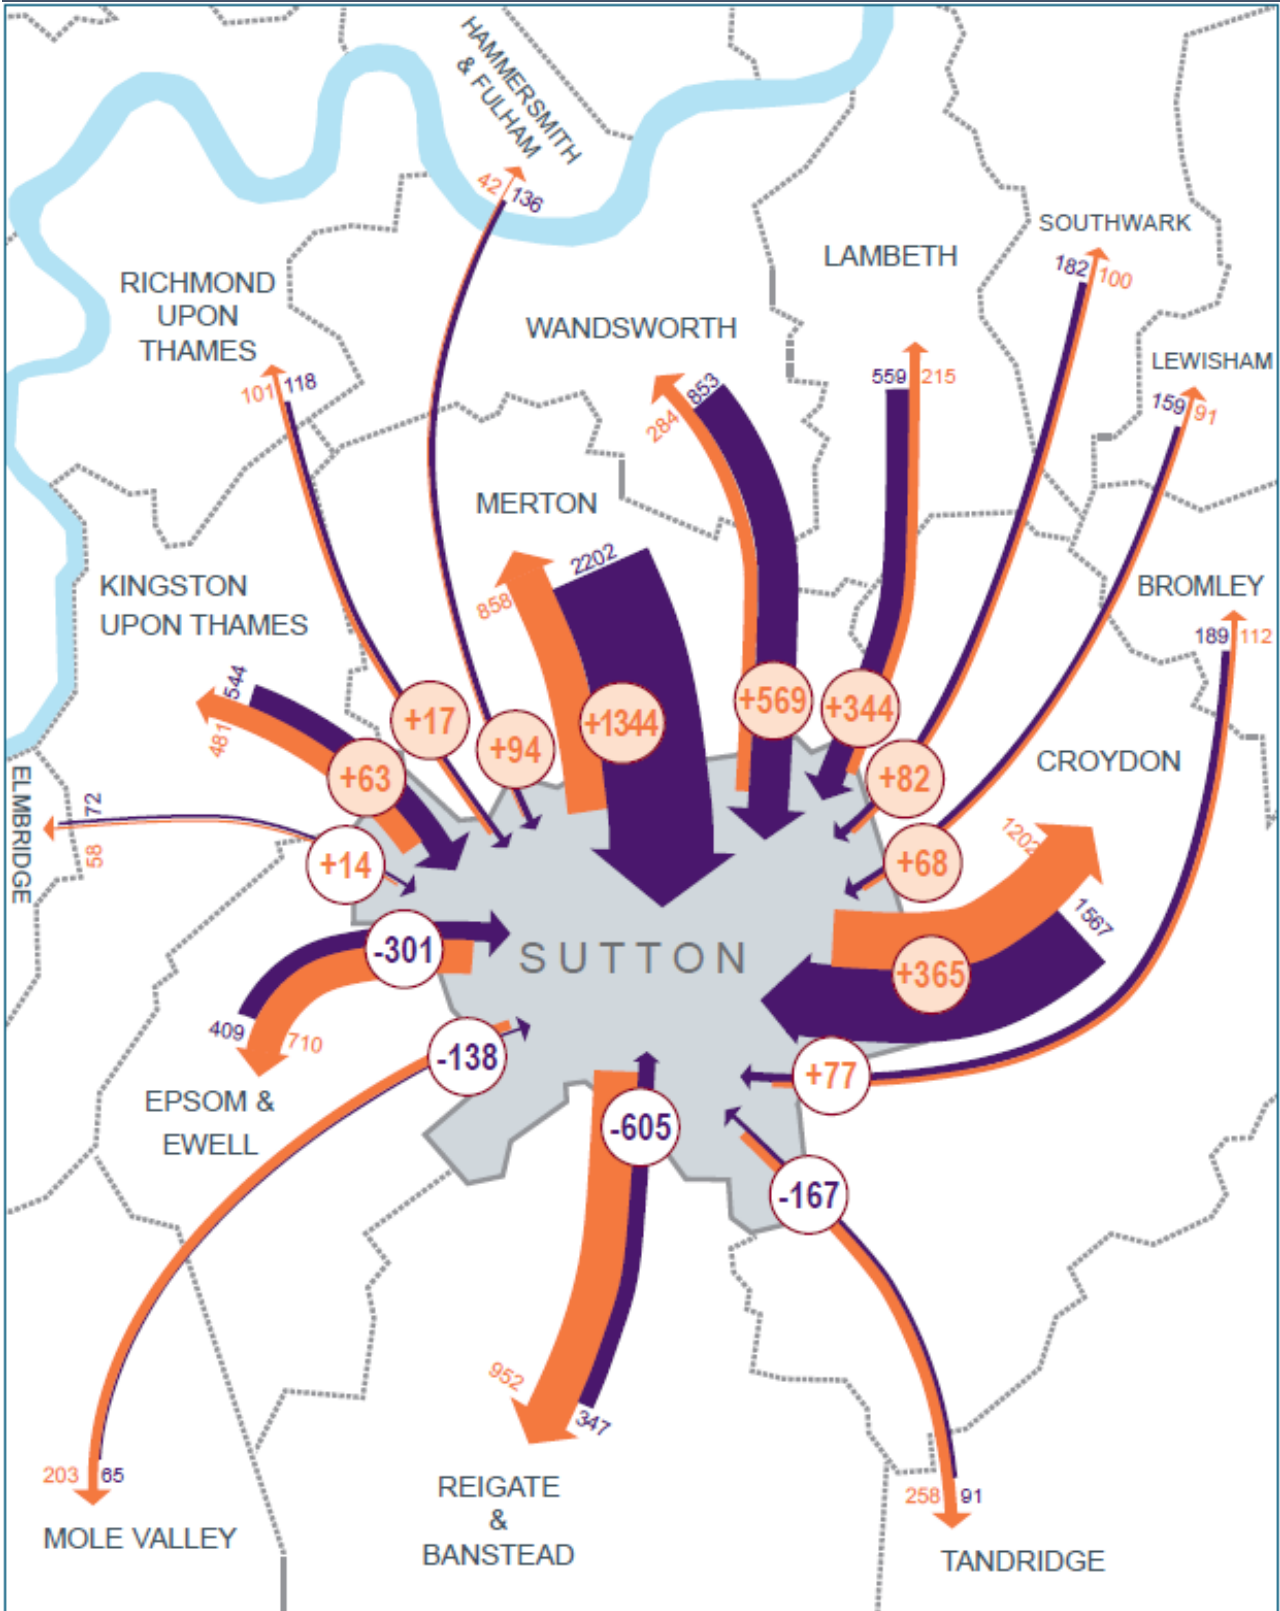 HAMMERSMITH
& FULHAM
42
136
SOUTHWARK
182
100
LAMBETH
RICHMOND
UPON
THAMES
101
118
WANDSWORTH
284
853
559
215
LEWISHAM
159
91
MERTON
858
2202
KINGSTON
UPON THAMES
544
481
BROMLEY
189
112
+17
+94
+1344
+569
+344
+63
+82
CROYDON
ELMBRIDGE
72
58
+14
+68
1202
1567
-301
SUTTON
+365
409
710
-138
+77
EPSOM &
EWELL
-605
-167
952
347
203
65
258
91
MOLE VALLEY
REIGATE
&
BANSTEAD
TANDRIDGE